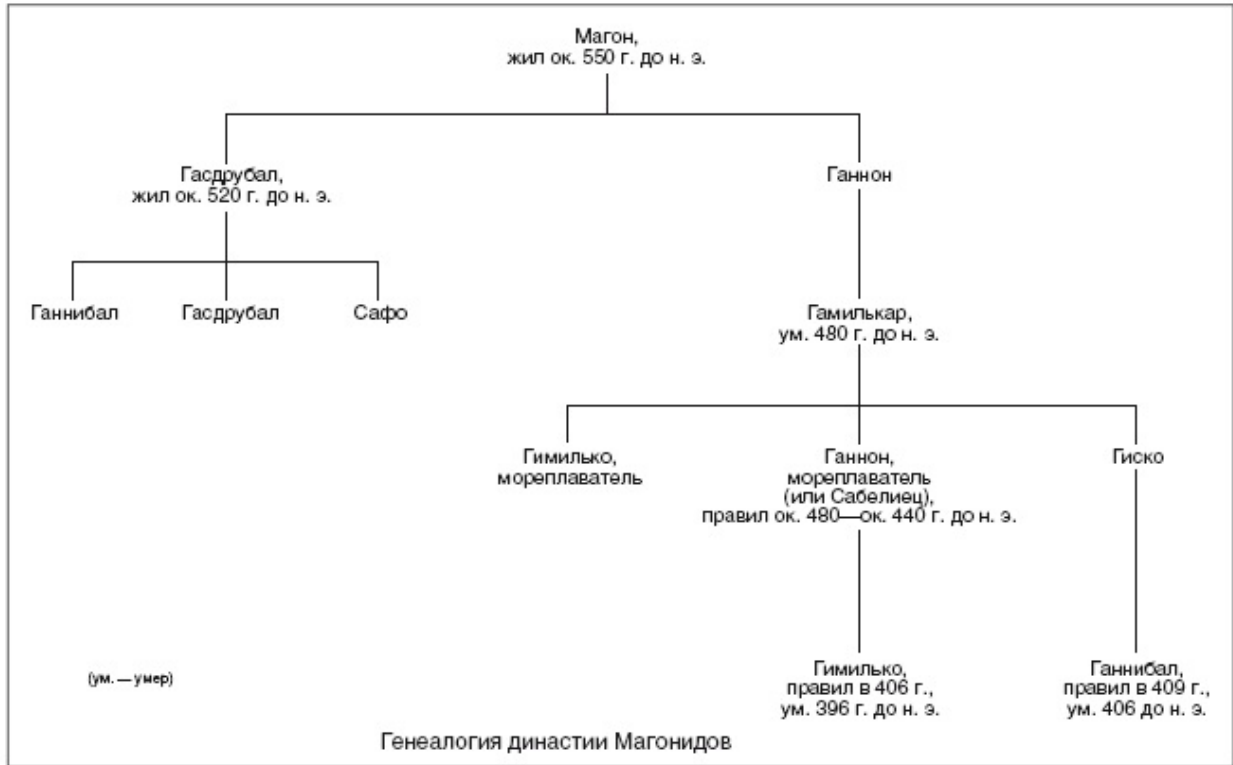 Магон,
жил ок. 550 г. до н. э.
Гасдрубал,
жил ок. 520 г. до н. э.
Ганнон
Ганнибал
Гасдрубал
Сафо
Гамилькар,
ум. 480 г. до н. э.
Гимилько,
мореплаватель
Ганнон,
мореплаватель
(или Сабелиец),
правил ок. 480—ок. 440 г. до н. э.
Гиско
(ум. — умер)
Гимилько,
правил в 406 г.,
ум. 396 г. до н. э.
Ганнибал,
правил в 409 г.,
ум. 406 до н. э.
Генеалогия династии Магонидов